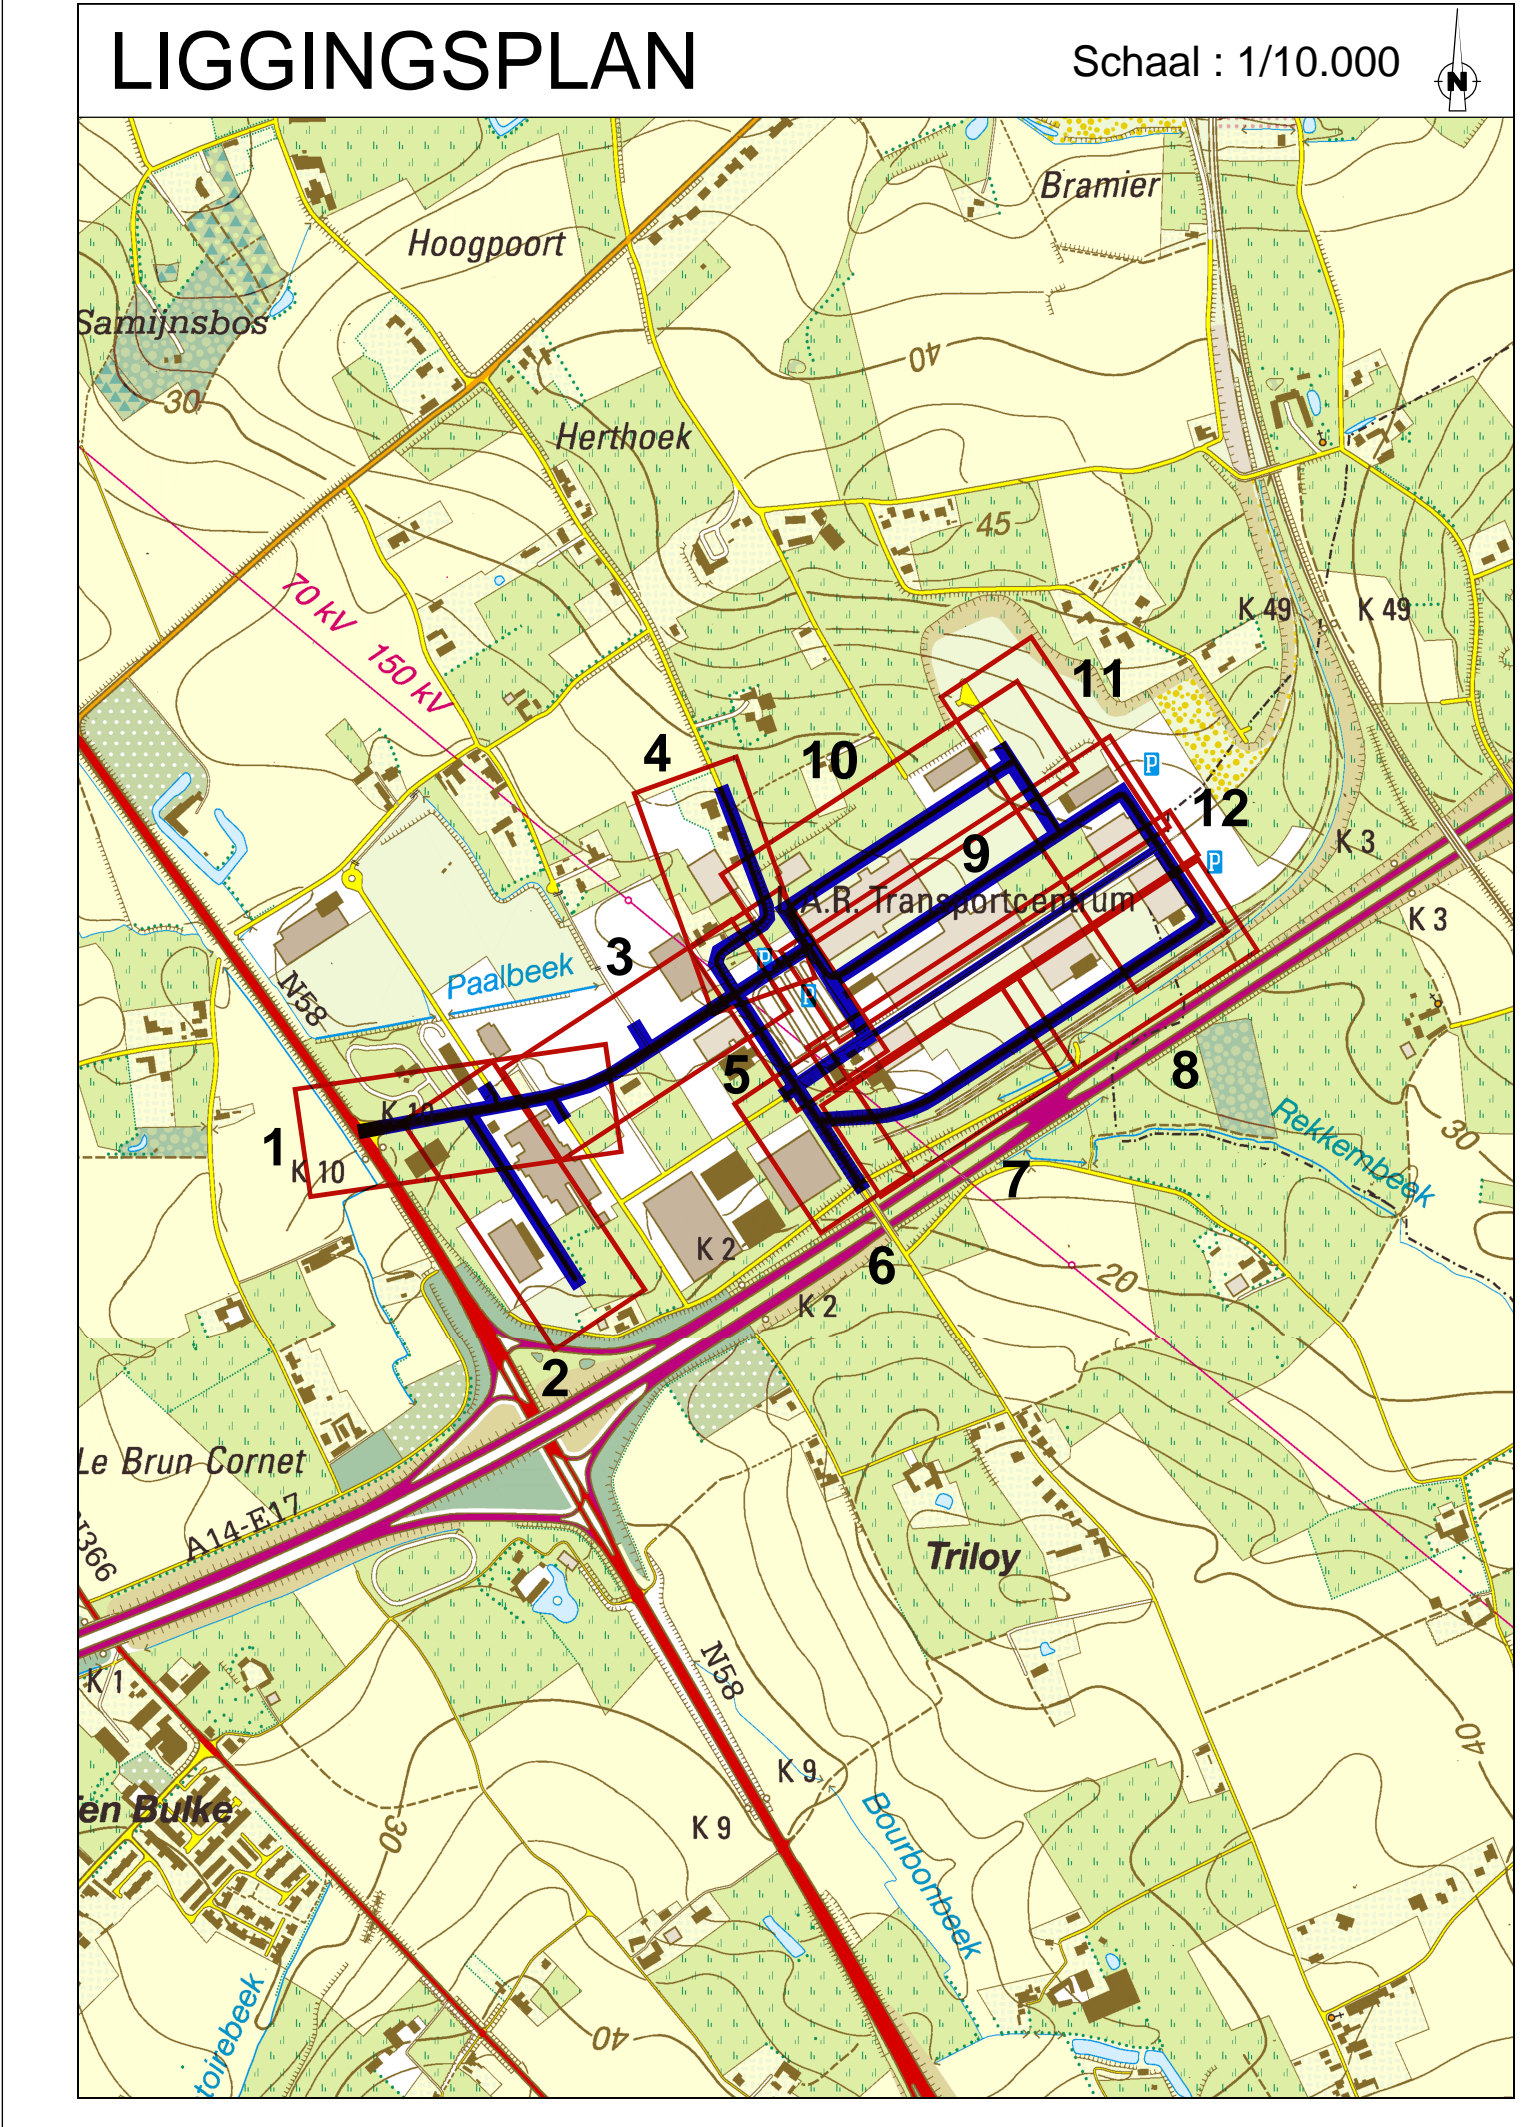 LIGGINGSPLAN
Schaal : 1/10.000
N
Bramier
Hoogpoort
Samijnsbos
30
40
Herthoek
45
70 kV
150 kV
K 49
K 49
11
4
10
P
12
9
K 3
P
L.A.R. Transportcentrum
K 3
3
P
Paalbeek
P
N58
5
8
K 10
1
K 10
Rekkembeek
30
7
K 2
6
20
K 2
2
Le Brun Cornet
A14-E17
N366
Triloy
N58
K 1
40
K 9
en Bulke
30
K 9
Bourbonbeek
toirebeek
40